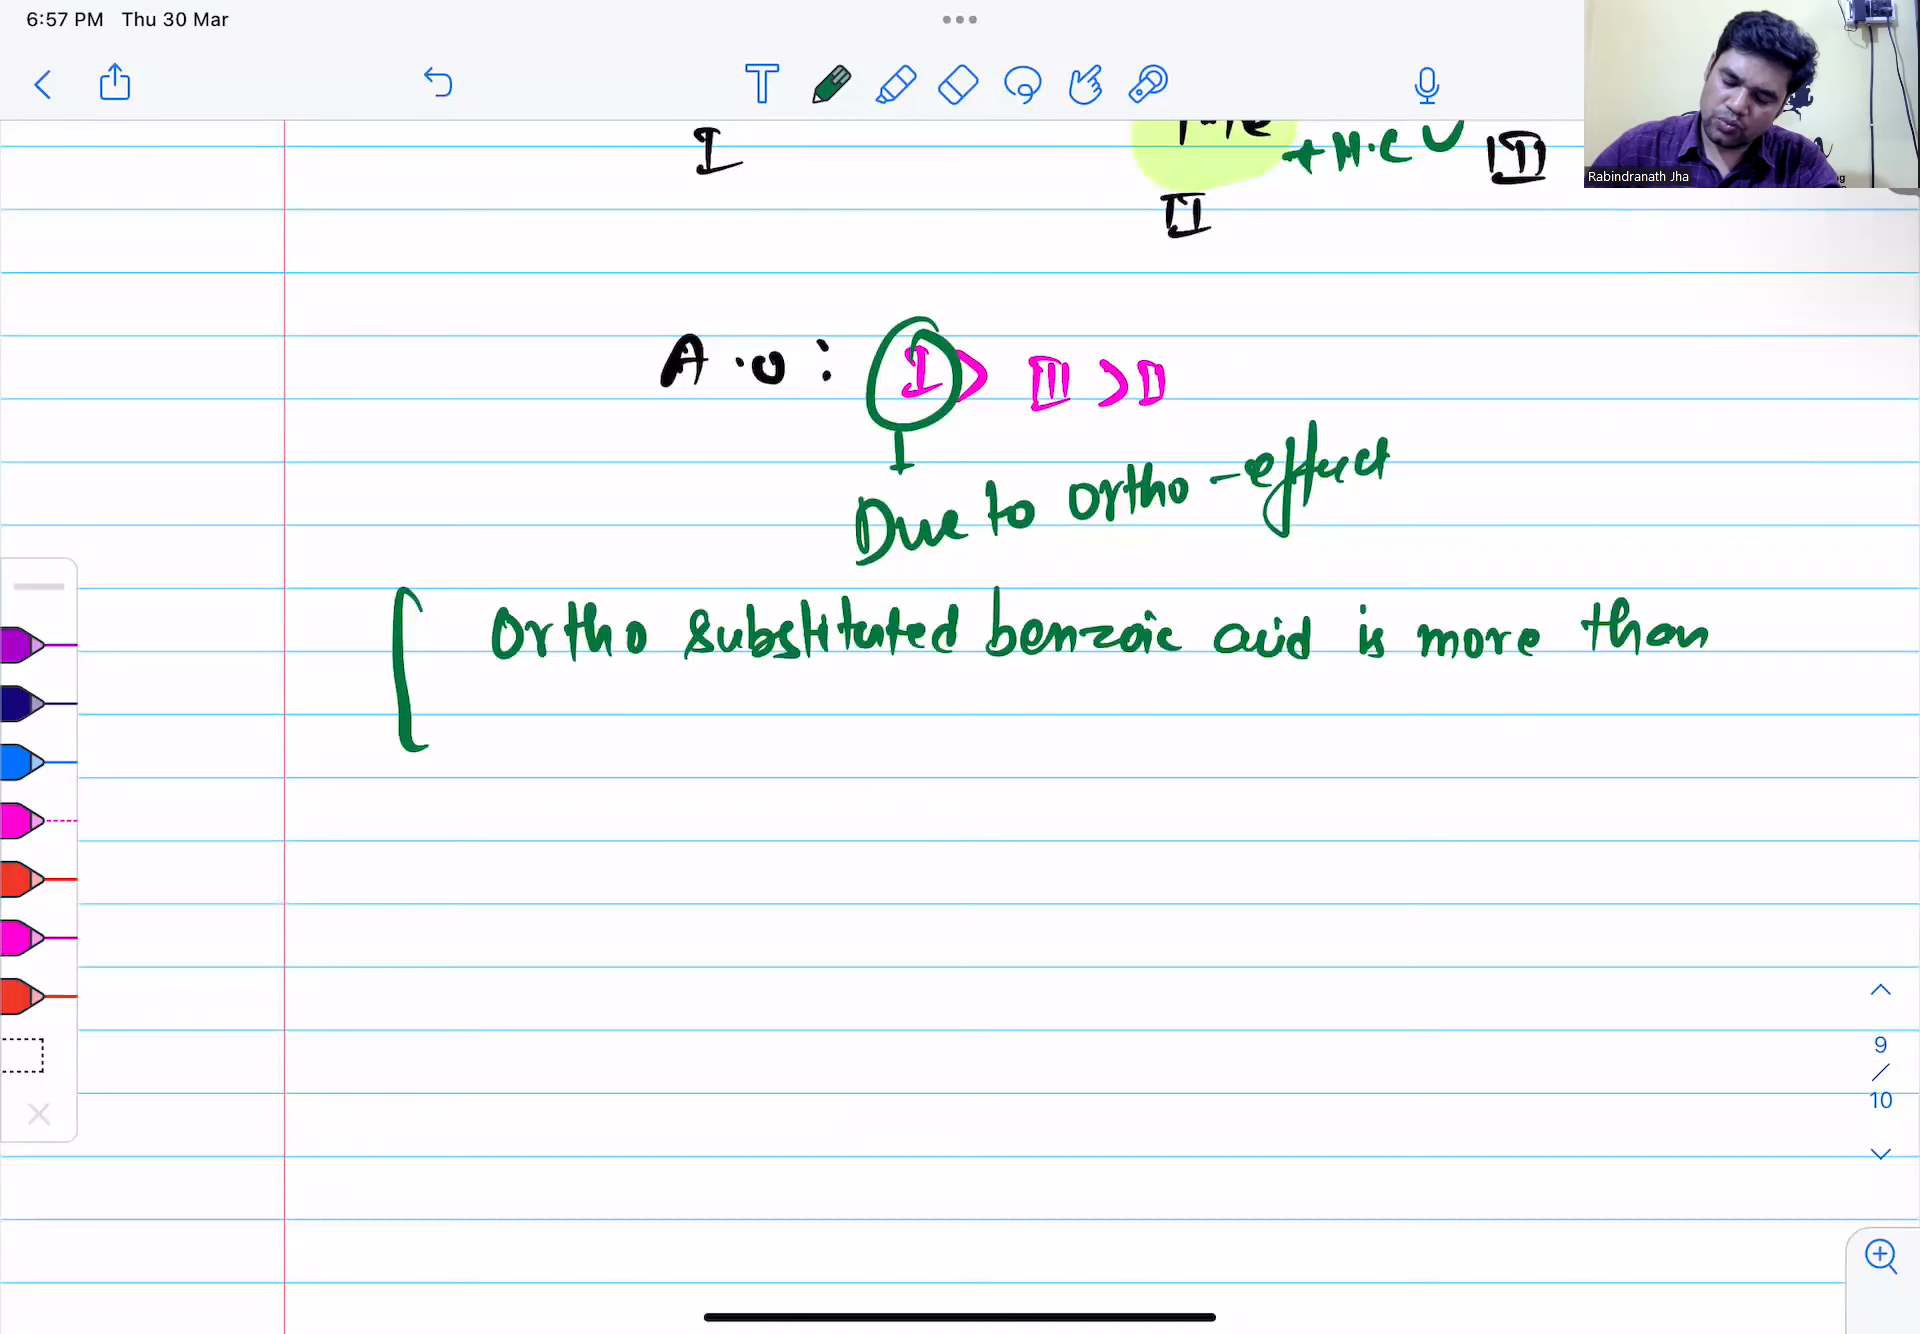 6:57 PM Thu 30 Mar
+H.C
I
III
II
Rabindranath Jha
A.O: I > III > II
Due to ortho-effect
Ortho substituted benzoic acid is more than
9
/
10